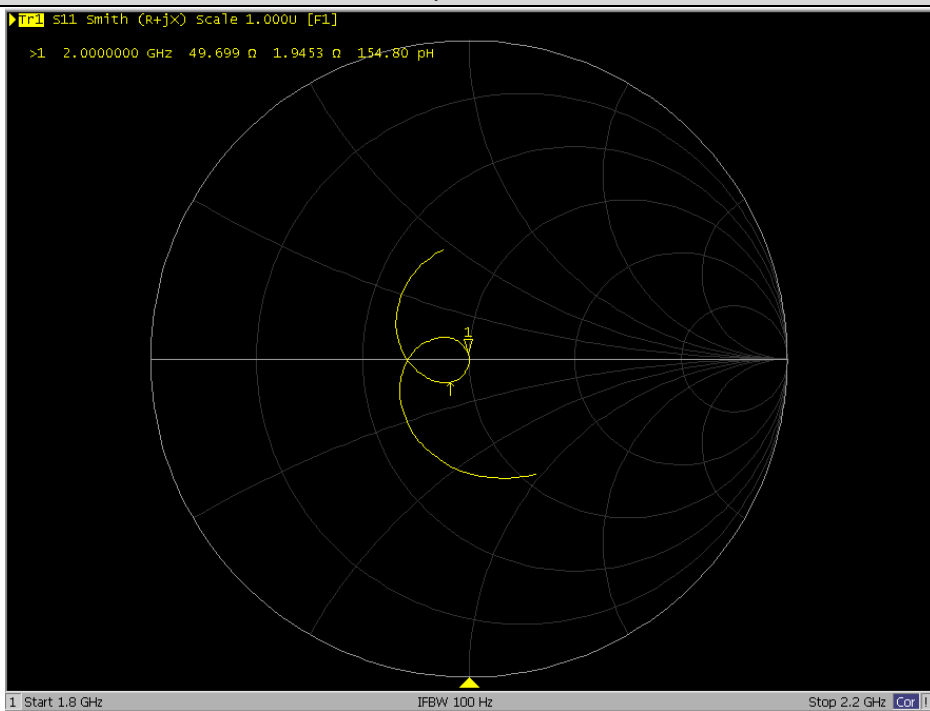 Tr1 S11 Smith (R+jX) Scale 1.000U [F1]
>1 2.0000000 GHz 49.699 Ω 1.9453 Ω 154.80 pH
1
1 Start 1.8 GHz IFBW 100 Hz Stop 2.2 GHz Cor !